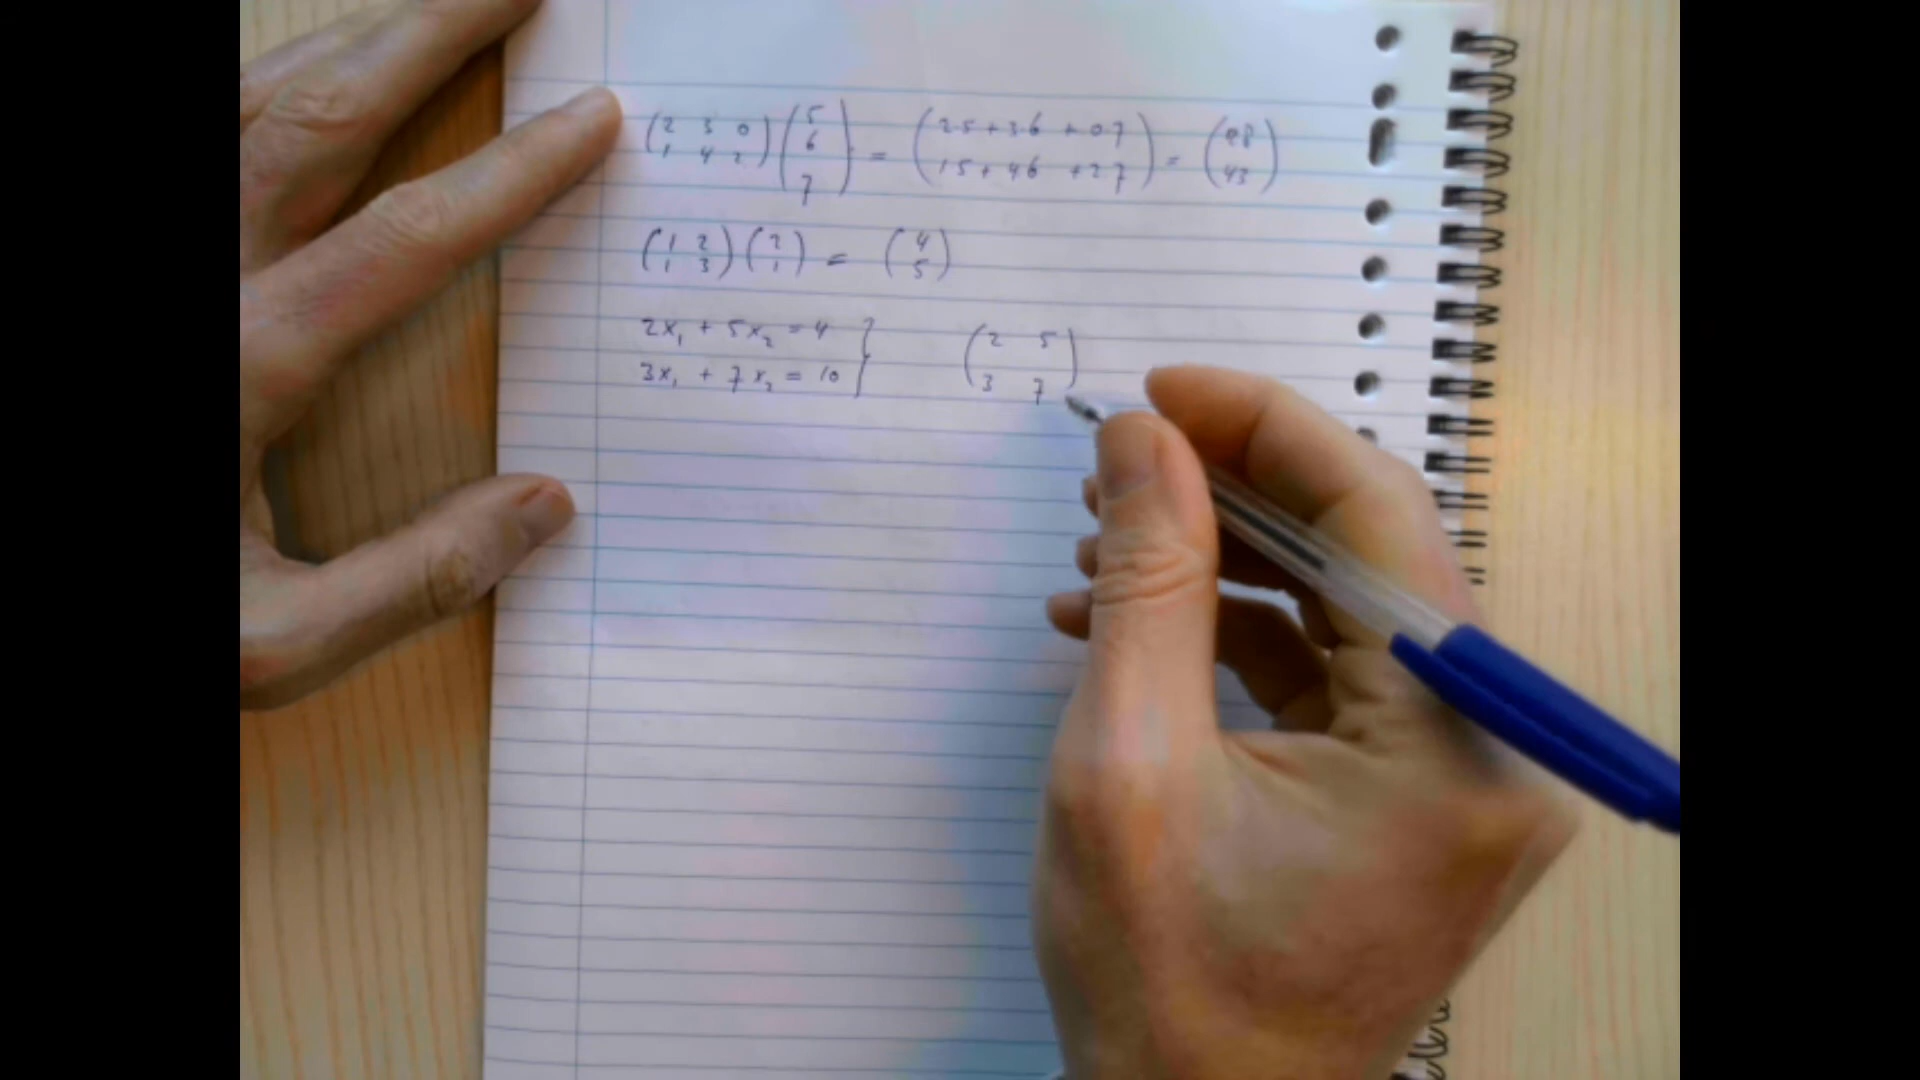 (2 3 0) (5) = (2·5 + 3·6 + 0·7) = (28)
(1 4 2) (6) (1·5 + 4·6 + 2·7) (43)
(7)
(1 2) (2) = (4)
(1 3) (1) (5)
2x₁ + 5x₂ = 4 } (2 5)
3x₁ + 7x₂ = 10 } (3 7)